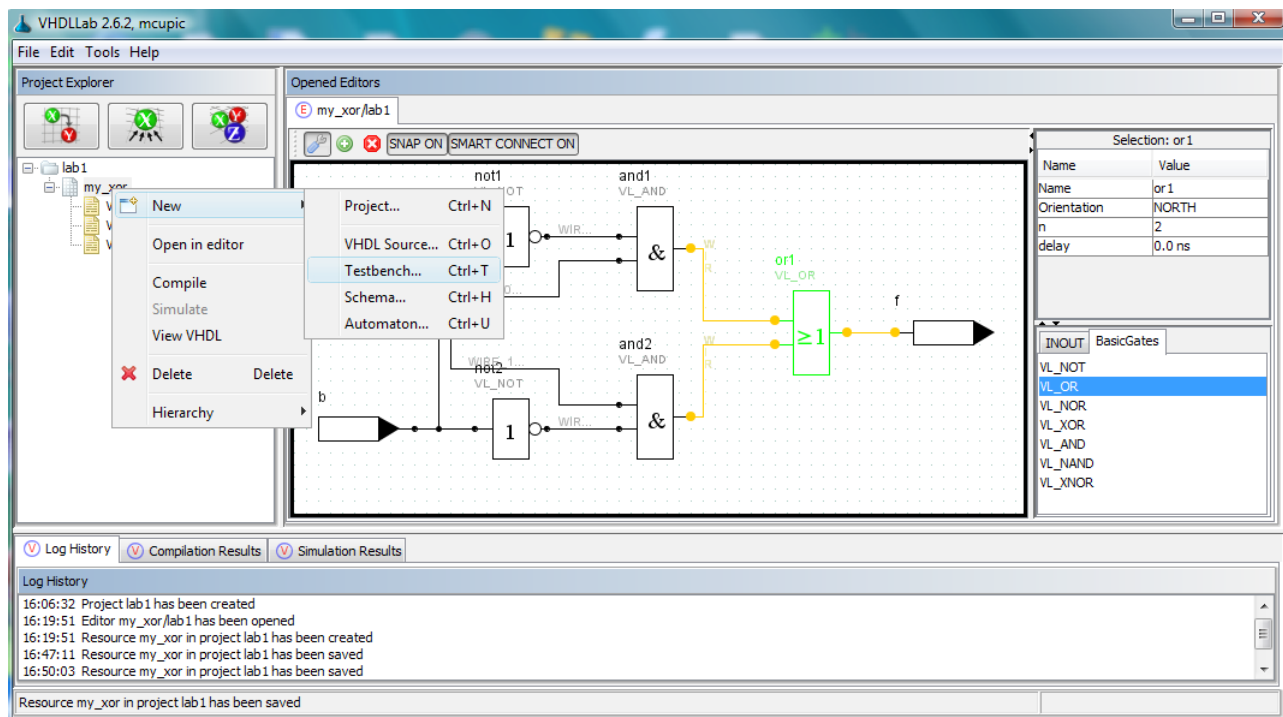 VHDLLab 2.6.2, mcupic
File Edit Tools Help
Project Explorer
Opened Editors
E my_xor/lab1
X Y
X
X Y Z
SNAP ON SMART CONNECT ON
lab1
my_xor
V
V
V
New
Open in editor
Compile
Simulate
View VHDL
Delete Delete
Hierarchy
Project... Ctrl+N
VHDL Source... Ctrl+O
Testbench... Ctrl+T
Schema... Ctrl+H
Automaton... Ctrl+U
not1
VL_NOT
1
WIR...
and1
VL_AND
&
W
I
R
or1
VL_OR
≥1
f
WIRE_1...
not2
VL_NOT
b
1
WIR...
and2
VL_AND
&
W
I
R
Selection: or1
Name Value
Name or1
Orientation NORTH
n 2
delay 0.0 ns
INOUT BasicGates
VL_NOT
VL_OR
VL_NOR
VL_XOR
VL_AND
VL_NAND
VL_XNOR
V Log History V Compilation Results V Simulation Results
Log History
16:06:32 Project lab1 has been created
16:19:51 Editor my_xor/lab1 has been opened
16:19:51 Resource my_xor in project lab1 has been created
16:47:11 Resource my_xor in project lab1 has been saved
16:50:03 Resource my_xor in project lab1 has been saved
Resource my_xor in project lab1 has been saved